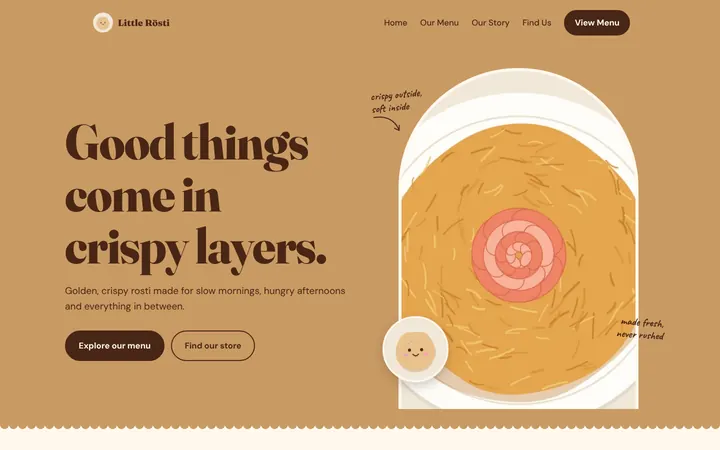 Little Rösti
Home
Our Menu
Our Story
Find Us
View Menu
crispy outside,
soft inside
Good things
come in
crispy layers.
Golden, crispy rosti made for slow mornings, hungry afternoons
and everything in between.
Explore our menu
Find our store
made fresh,
never rushed